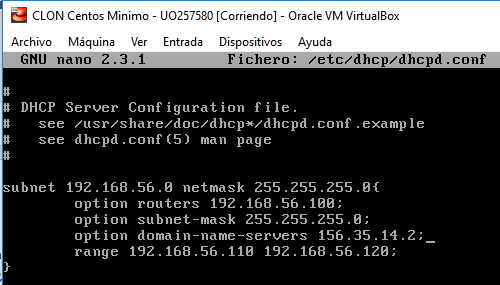 CLON Centos Minimo - UO257580 [Corriendo] - Oracle VM VirtualBox
Archivo Máquina Ver Entrada Dispositivos Ayuda
GNU nano 2.3.1 Fichero: /etc/dhcp/dhcpd.conf
#
# DHCP Server Configuration file.
#   see /usr/share/doc/dhcp*/dhcpd.conf.example
#   see dhcpd.conf(5) man page
#
subnet 192.168.56.0 netmask 255.255.255.0{
        option routers 192.168.56.100;
        option subnet-mask 255.255.255.0;
        option domain-name-servers 156.35.14.2;_
        range 192.168.56.110 192.168.56.120;
}